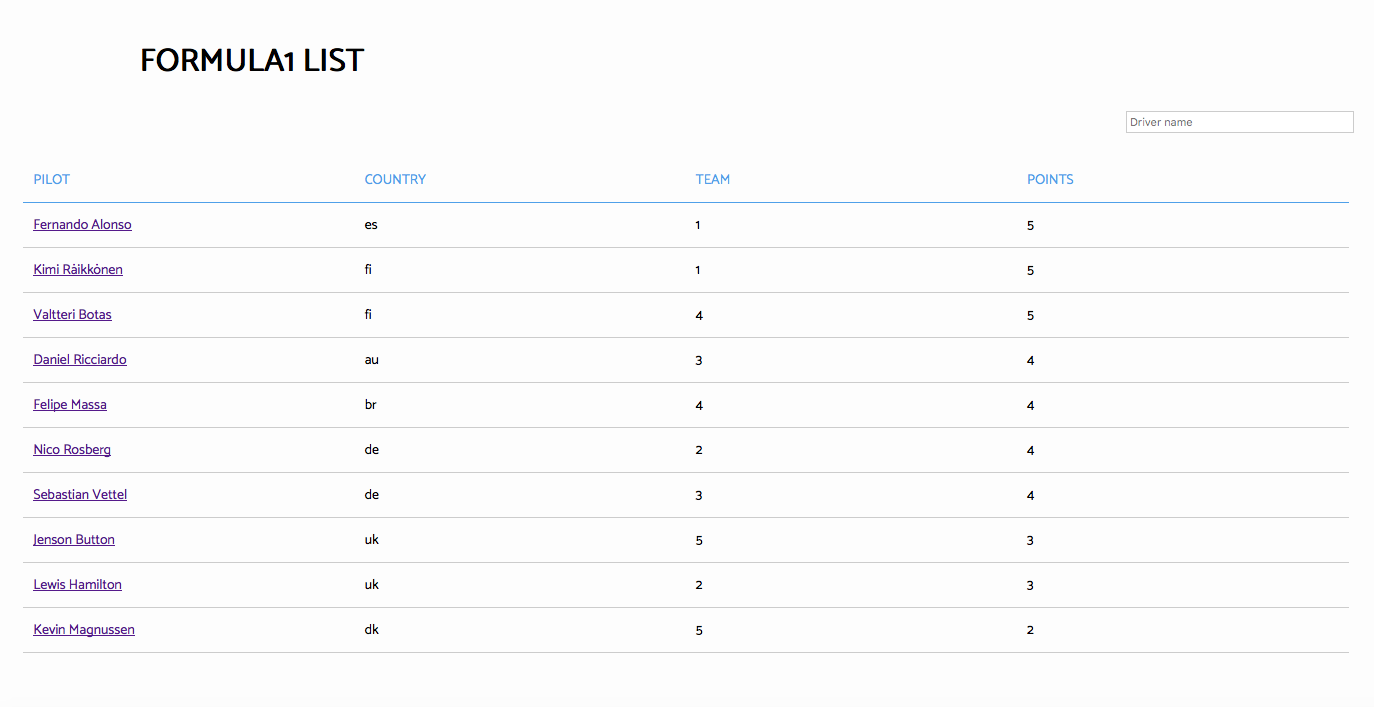 FORMULA1 LIST
Driver name
PILOT COUNTRY TEAM POINTS
Fernando Alonso es 1 5
Kimi Räikkönen fi 1 5
Valtteri Botas fi 4 5
Daniel Ricciardo au 3 4
Felipe Massa br 4 4
Nico Rosberg de 2 4
Sebastian Vettel de 3 4
Jenson Button uk 5 3
Lewis Hamilton uk 2 3
Kevin Magnussen dk 5 2